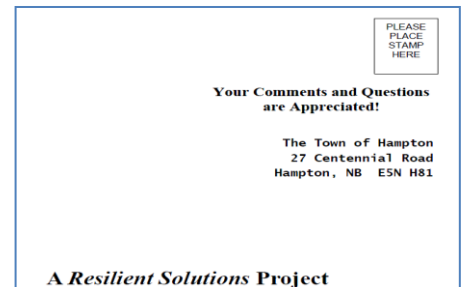 PLEASE
PLACE
STAMP
HERE
Your Comments and Questions
are Appreciated!
The Town of Hampton
27 Centennial Road
Hampton, NB E5N H81
A Resilient Solutions Project